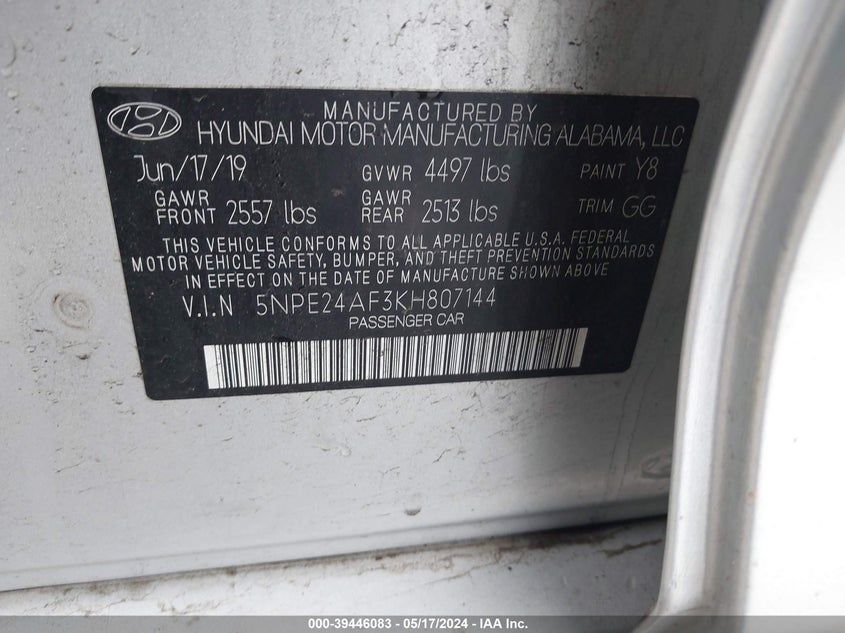 MANUFACTURED BY
HYUNDAI MOTOR MANUFACTURING ALABAMA, LLC
Jun/17/19 GVWR 4497 lbs PAINT Y8
GAWR FRONT 2557 lbs GAWR REAR 2513 lbs TRIM GG
THIS VEHICLE CONFORMS TO ALL APPLICABLE U.S.A. FEDERAL
MOTOR VEHICLE SAFETY, BUMPER, AND THEFT PREVENTION STANDARDS
IN EFFECT ON THE DATE OF MANUFACTURE SHOWN ABOVE
V.I.N 5NPE24AF3KH807144
PASSENGER CAR
000-39446083 - 05/17/2024 - IAA Inc.